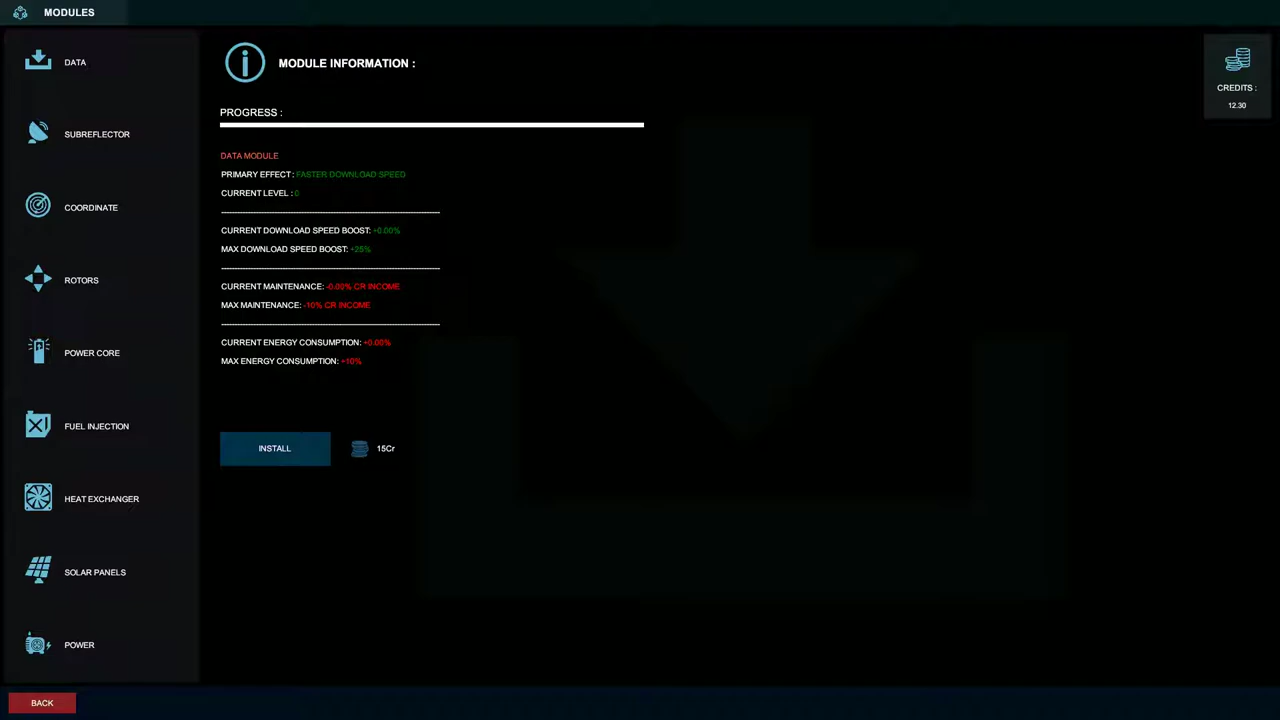 MODULES
DATA
SUBREFLECTOR
COORDINATE
ROTORS
POWER CORE
FUEL INJECTION
HEAT EXCHANGER
SOLAR PANELS
POWER
BACK
MODULE INFORMATION :
PROGRESS :
DATA MODULE
PRIMARY EFFECT : FASTER DOWNLOAD SPEED
CURRENT LEVEL : 0
CURRENT DOWNLOAD SPEED BOOST: +0.00%
MAX DOWNLOAD SPEED BOOST: +25%
CURRENT MAINTENANCE: -0.00% CR INCOME
MAX MAINTENANCE: -10% CR INCOME
CURRENT ENERGY CONSUMPTION: +0.00%
MAX ENERGY CONSUMPTION: +10%
INSTALL
15Cr
CREDITS :
12.30